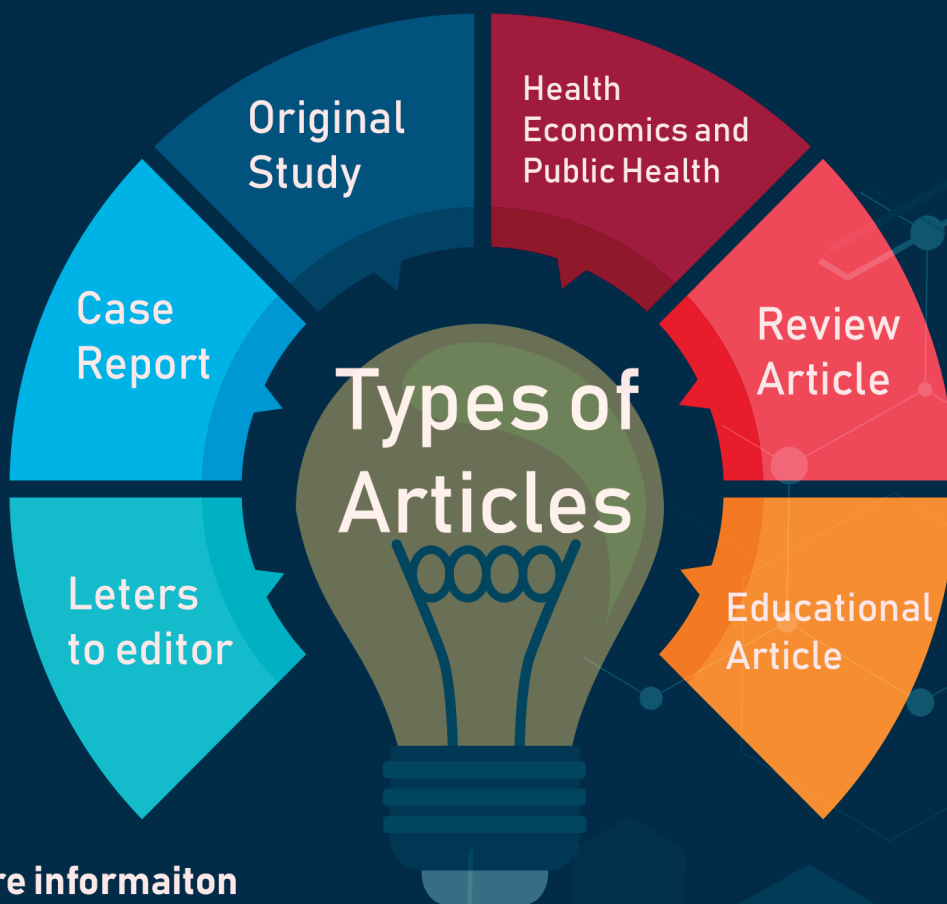 Types of
Articles
Leters
to editor
Case
Report
Original
Study
Health
Economics and
Public Health
Review
Article
Educational
Article
informaiton